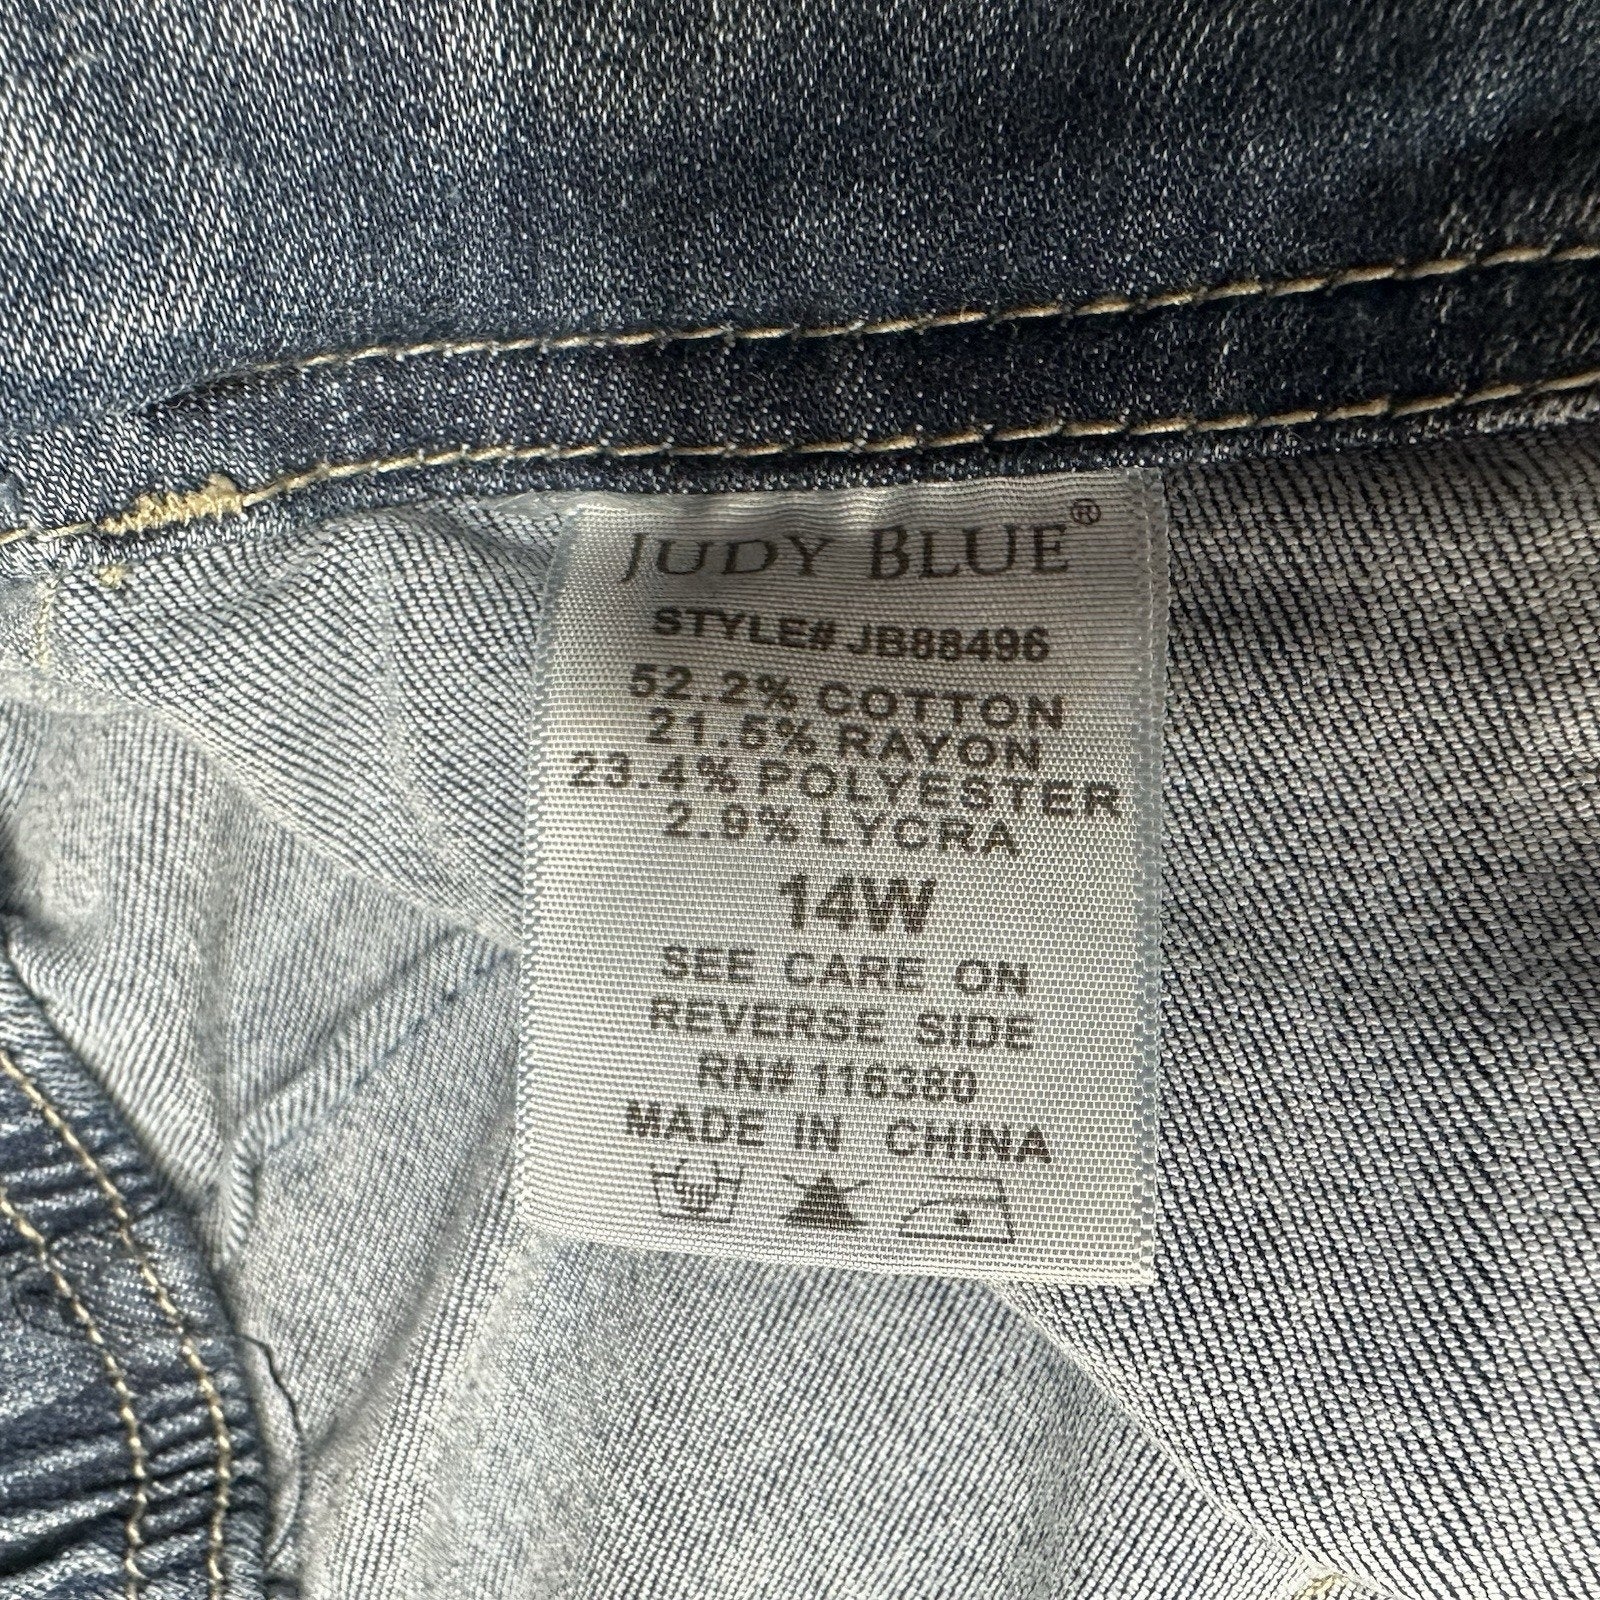 JUDY BLUE®
STYLE# JB88496
52.2% COTTON
21.5% RAYON
23.4% POLYESTER
2.9% LYCRA
14W
SEE CARE ON
REVERSE SIDE
RN# 116380
MADE IN CHINA